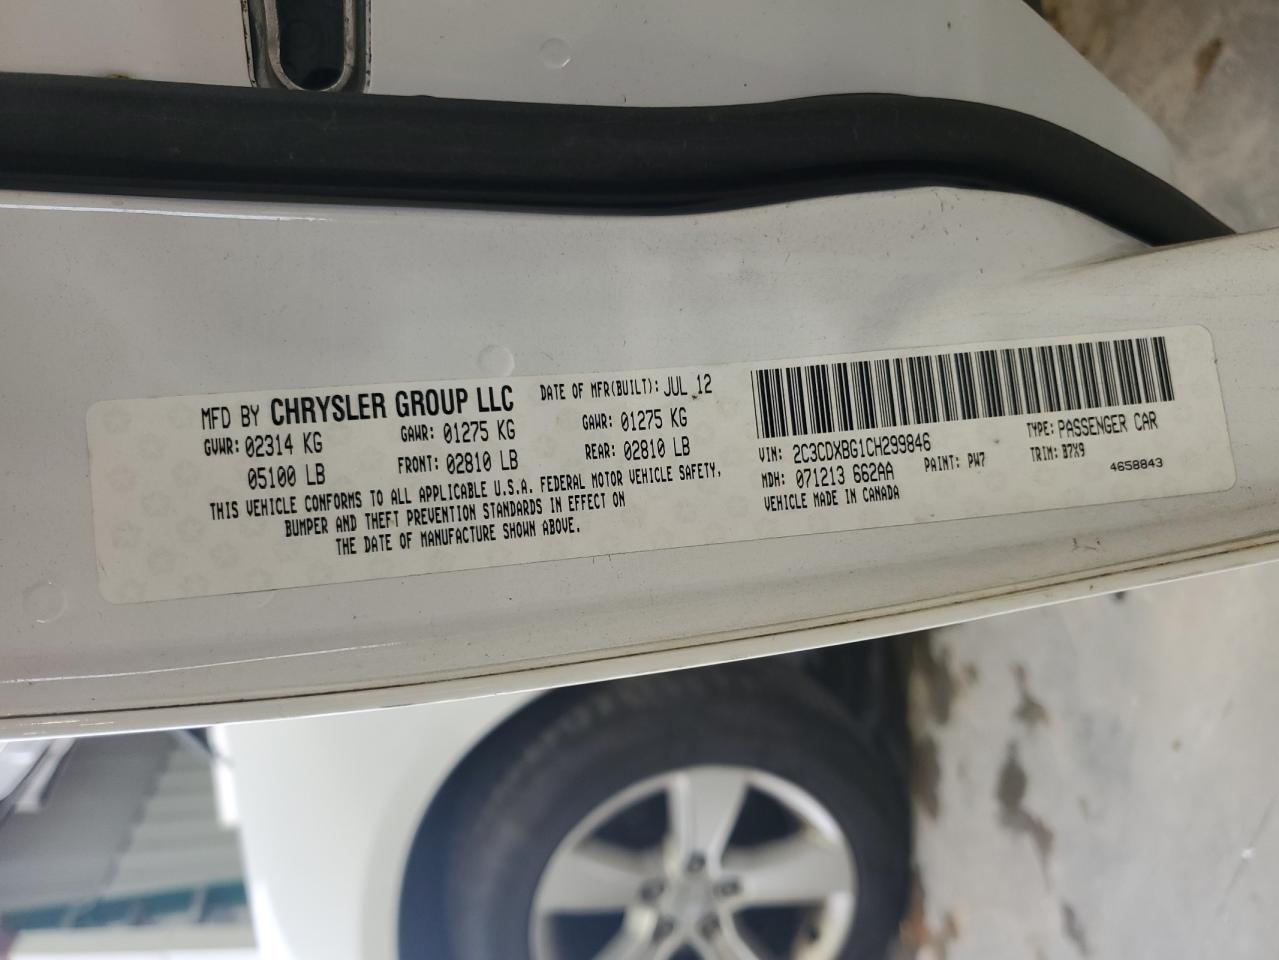 MFD BY CHRYSLER GROUP LLC DATE OF MFR(BUILT): JUL 12
GVWR: 02314 KG GAWR: 01275 KG GAWR: 01275 KG
05100 LB FRONT: 02810 LB REAR: 02810 LB
THIS VEHICLE CONFORMS TO ALL APPLICABLE U.S.A. FEDERAL MOTOR VEHICLE SAFETY,
BUMPER AND THEFT PREVENTION STANDARDS IN EFFECT ON
THE DATE OF MANUFACTURE SHOWN ABOVE.
VIN: 2C3CDXBG1CH299846 TYPE: PASSENGER CAR
MDH: 071213 662AA PAINT: PW7 TRIM: B7X9
VEHICLE MADE IN CANADA 4658843